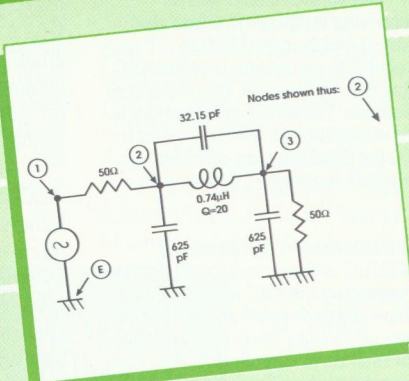 Nodes shown thus: 2
32.15 pF
1
50Ω
2
3
0.74µH
Q=20
625
pF
625
pF
50Ω
E